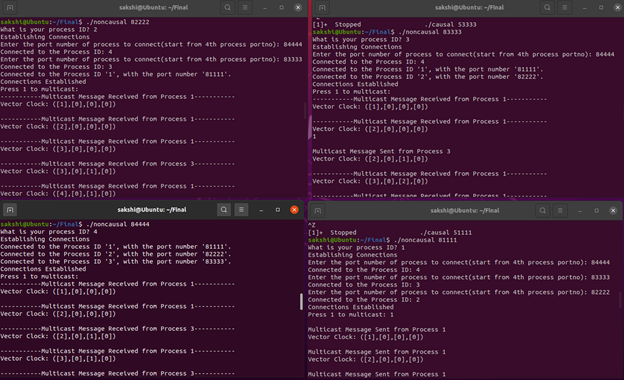 sakshi@Ubuntu: ~/Final
sakshi@Ubuntu:~/Final$ ./noncausal 82222
What is your process ID? 2
Establishing Connections
Enter the port number of process to connect(start from 4th process portno): 84444
Connected to the Process ID: 4
Enter the port number of process to connect(start from 4th process portno): 83333
Connected to the Process ID: 3
Connected to the Process ID '1', with the port number '81111'.
Connections Established
Press 1 to multicast:
-----------Multicast Message Received from Process 1-----------
Vector Clock: ([1],[0],[0],[0])
-----------Multicast Message Received from Process 1-----------
Vector Clock: ([2],[0],[0],[0])
-----------Multicast Message Received from Process 1-----------
Vector Clock: ([3],[0],[0],[0])
-----------Multicast Message Received from Process 3-----------
Vector Clock: ([3],[0],[1],[0])
-----------Multicast Message Received from Process 1-----------
Vector Clock: ([4],[0],[1],[0])
sakshi@Ubuntu: ~/Final
[1]+  Stopped                 ./causal 53333
sakshi@Ubuntu:~/Final$ ./noncausal 83333
What is your process ID? 3
Establishing Connections
Enter the port number of process to connect(start from 4th process portno): 84444
Connected to the Process ID: 4
Connected to the Process ID '1', with the port number '81111'.
Connected to the Process ID '2', with the port number '82222'.
Connections Established
Press 1 to multicast:
-----------Multicast Message Received from Process 1-----------
Vector Clock: ([1],[0],[0],[0])
-----------Multicast Message Received from Process 1-----------
Vector Clock: ([2],[0],[0],[0])
1
Multicast Message Sent from Process 3
Vector Clock: ([2],[0],[1],[0])
-----------Multicast Message Received from Process 1-----------
Vector Clock: ([3],[0],[2],[0])
-----------Multicast Message Received from Process 1-----------
sakshi@Ubuntu: ~/Final
sakshi@Ubuntu:~/Final$ ./noncausal 84444
What is your process ID? 4
Establishing Connections
Connected to the Process ID '1', with the port number '81111'.
Connected to the Process ID '2', with the port number '82222'.
Connected to the Process ID '3', with the port number '83333'.
Connections Established
Press 1 to multicast:
-----------Multicast Message Received from Process 1-----------
Vector Clock: ([1],[0],[0],[0])
-----------Multicast Message Received from Process 3-----------
Vector Clock: ([2],[0],[1],[0])
-----------Multicast Message Received from Process 1-----------
Vector Clock: ([3],[0],[1],[0])
-----------Multicast Message Received from Process 3-----------
sakshi@Ubuntu: ~/Final
^Z
[1]+  Stopped                 ./causal 51111
sakshi@Ubuntu:~/Final$ ./noncausal 81111
What is your process ID? 1
Establishing Connections
Enter the port number of process to connect(start from 4th process portno): 84444
Connected to the Process ID: 4
Enter the port number of process to connect(start from 4th process portno): 83333
Connected to the Process ID: 3
Enter the port number of process to connect(start from 4th process portno): 82222
Connected to the Process ID: 2
Connections Established
Press 1 to multicast: 1
Multicast Message Sent from Process 1
Vector Clock: ([1],[0],[0],[0])
Multicast Message Sent from Process 1
Vector Clock: ([2],[0],[0],[0])
Multicast Message Sent from Process 1